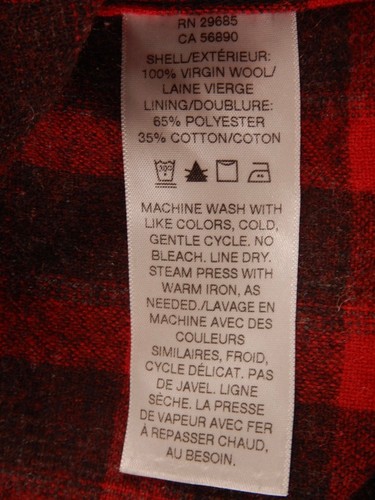 RN 29685
CA 56890
SHELL/EXTÉRIEUR:
100% VIRGIN WOOL/
LAINE VIERGE
LINING/DOUBLURE:
65% POLYESTER
35% COTTON/COTON
MACHINE WASH WITH
LIKE COLORS, COLD,
GENTLE CYCLE. NO
BLEACH. LINE DRY.
STEAM PRESS WITH
WARM IRON, AS
NEEDED./LAVAGE EN
MACHINE AVEC DES
COULEURS
SIMILAIRES, FROID,
CYCLE DÉLICAT. PAS
DE JAVEL. LIGNE
SÈCHE. LA PRESSE
DE VAPEUR AVEC FER
À REPASSER CHAUD,
AU BESOIN.